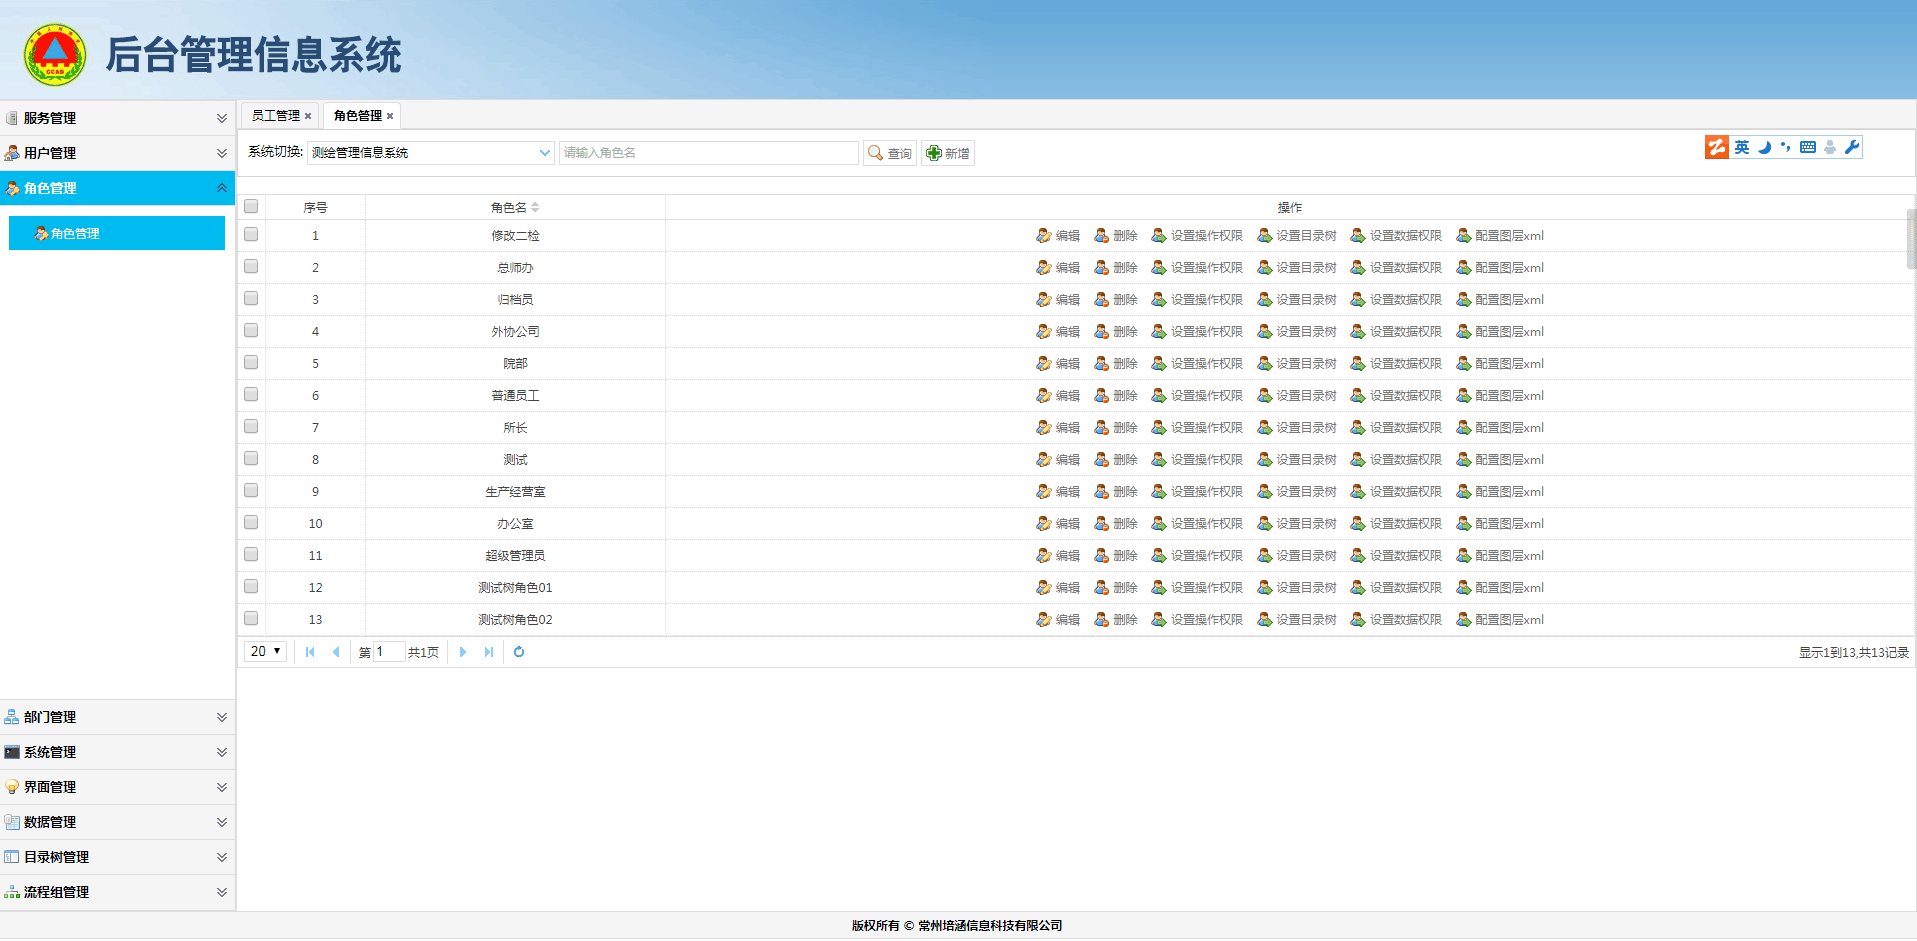 后台管理信息系统
服务管理
用户管理
角色管理
角色管理
部门管理
系统管理
界面管理
数据管理
目录树管理
流程组管理
员工管理 角色管理
系统切换: 测绘管理信息系统 请输入角色名 查询 新增
英
序号 角色名 操作
1 修改二检 编辑 删除 设置操作权限 设置目录树 设置数据权限 配置图层xml
2 总师办 编辑 删除 设置操作权限 设置目录树 设置数据权限 配置图层xml
3 归档员 编辑 删除 设置操作权限 设置目录树 设置数据权限 配置图层xml
4 外协公司 编辑 删除 设置操作权限 设置目录树 设置数据权限 配置图层xml
5 院部 编辑 删除 设置操作权限 设置目录树 设置数据权限 配置图层xml
6 普通员工 编辑 删除 设置操作权限 设置目录树 设置数据权限 配置图层xml
7 所长 编辑 删除 设置操作权限 设置目录树 设置数据权限 配置图层xml
8 测试 编辑 删除 设置操作权限 设置目录树 设置数据权限 配置图层xml
9 生产经营室 编辑 删除 设置操作权限 设置目录树 设置数据权限 配置图层xml
10 办公室 编辑 删除 设置操作权限 设置目录树 设置数据权限 配置图层xml
11 超级管理员 编辑 删除 设置操作权限 设置目录树 设置数据权限 配置图层xml
12 测试树角色01 编辑 删除 设置操作权限 设置目录树 设置数据权限 配置图层xml
13 测试树角色02 编辑 删除 设置操作权限 设置目录树 设置数据权限 配置图层xml
20 第 1 共1页 显示1到13,共13记录
版权所有 © 常州培涵信息科技有限公司